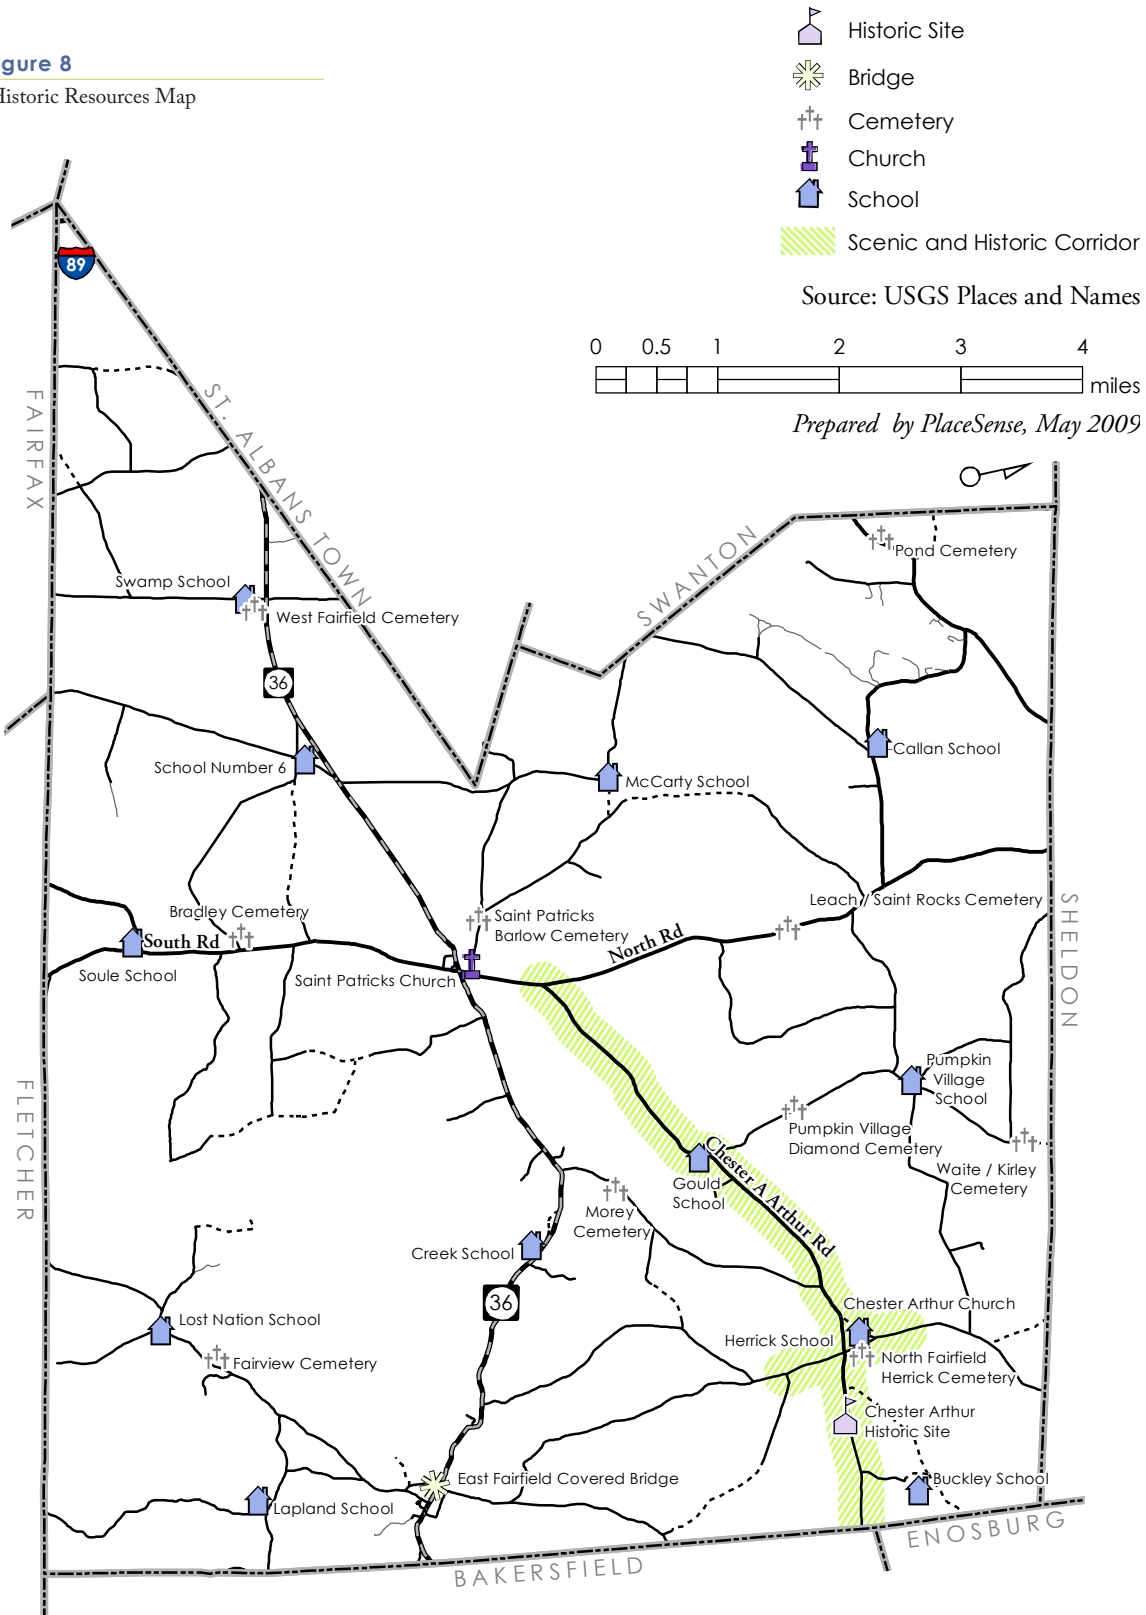 gure 8
Historic Resources Map
Historic Site
Bridge
Cemetery
Church
School
Scenic and Historic Corridor
Source: USGS Places and Names
0 0.5 1 2 3 4
miles
Prepared by PlaceSense, May 2009
89
FAIRFAX
ST. ALBANS TOWN
SWANTON
Pond Cemetery
Swamp School
West Fairfield Cemetery
36
Callan School
School Number 6
McCarty School
Leach / Saint Rocks Cemetery
SHELDON
Bradley Cemetery
Saint Patricks
Barlow Cemetery
South Rd
North Rd
Soule School
Saint Patricks Church
FLETCHER
Pumpkin
Village
School
Pumpkin Village
Diamond Cemetery
Chester A Arthur Rd
Waite / Kirley
Cemetery
Gould
School
Morey
Cemetery
Creek School
36
Chester Arthur Church
Lost Nation School
Herrick School
Fairview Cemetery
North Fairfield
Herrick Cemetery
Chester Arthur
Historic Site
East Fairfield Covered Bridge
Buckley School
Lapland School
ENOSBURG
BAKERSFIELD